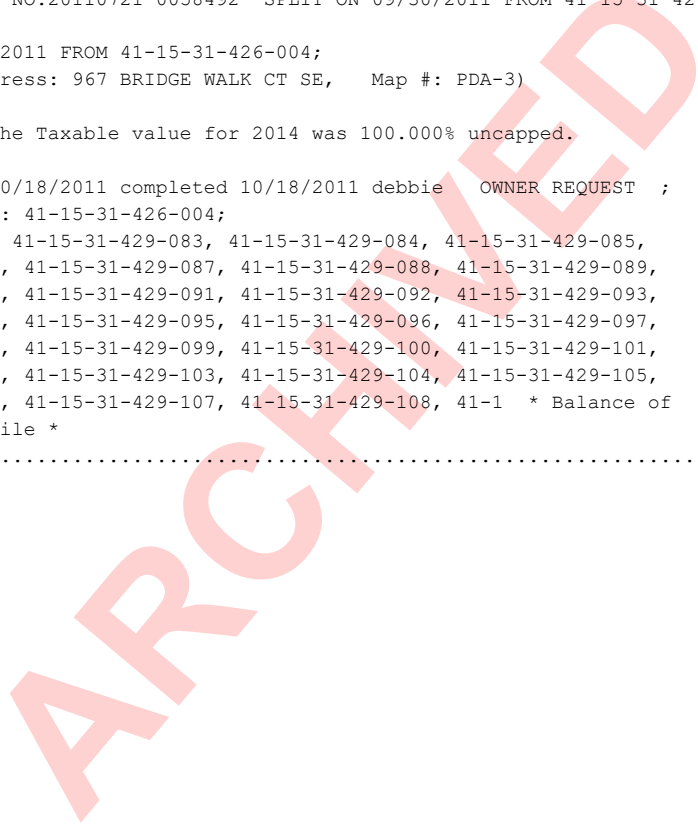 NO.20110721 0058492 SPLIT ON 09/30/2011 FROM 41-15-31-42
2011 FROM 41-15-31-426-004;
ress: 967 BRIDGE WALK CT SE, Map #: PDA-3)
he Taxable value for 2014 was 100.000% uncapped.
0/18/2011 completed 10/18/2011 debbie OWNER REQUEST ;
: 41-15-31-426-004;
41-15-31-429-083, 41-15-31-429-084, 41-15-31-429-085,
, 41-15-31-429-087, 41-15-31-429-088, 41-15-31-429-089,
, 41-15-31-429-091, 41-15-31-429-092, 41-15-31-429-093,
, 41-15-31-429-095, 41-15-31-429-096, 41-15-31-429-097,
, 41-15-31-429-099, 41-15-31-429-100, 41-15-31-429-101,
, 41-15-31-429-103, 41-15-31-429-104, 41-15-31-429-105,
, 41-15-31-429-107, 41-15-31-429-108, 41-1 * Balance of
ile *
.........................................................
ARCHIVED